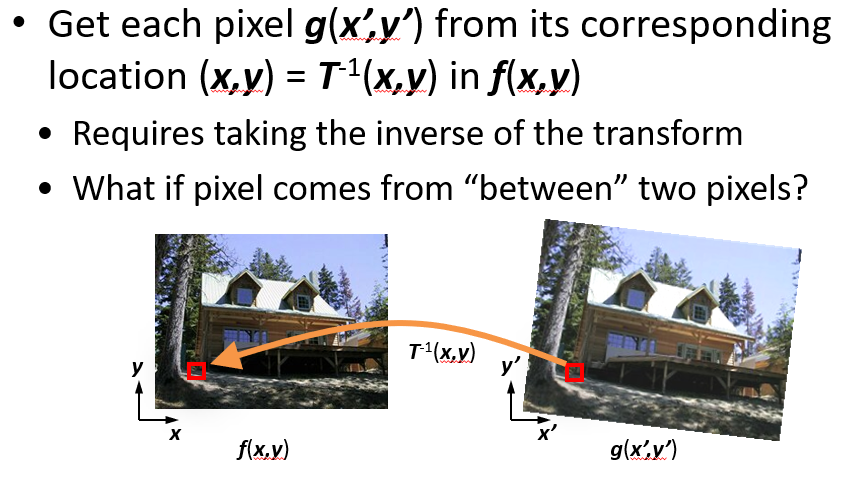 • Get each pixel g(x’,y’) from its corresponding
location (x,y) = T-1(x,y) in f(x,y)
• Requires taking the inverse of the transform
• What if pixel comes from “between” two pixels?
y
x
f(x,y)
T-1(x,y)
y’
x’
g(x’,y’)